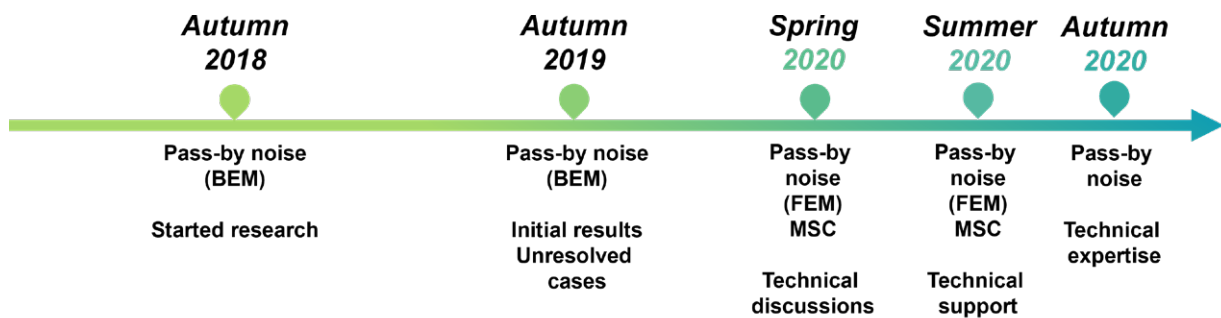 Autumn
2018
Autumn
2019
Spring
2020
Summer
2020
Autumn
2020
Pass-by noise
(BEM)
Started research
Pass-by noise
(BEM)
Initial results
Unresolved
cases
Pass-by
noise
(FEM)
MSC
Technical
discussions
Pass-by
noise
(FEM)
MSC
Technical
support
Pass-by
noise
Technical
expertise